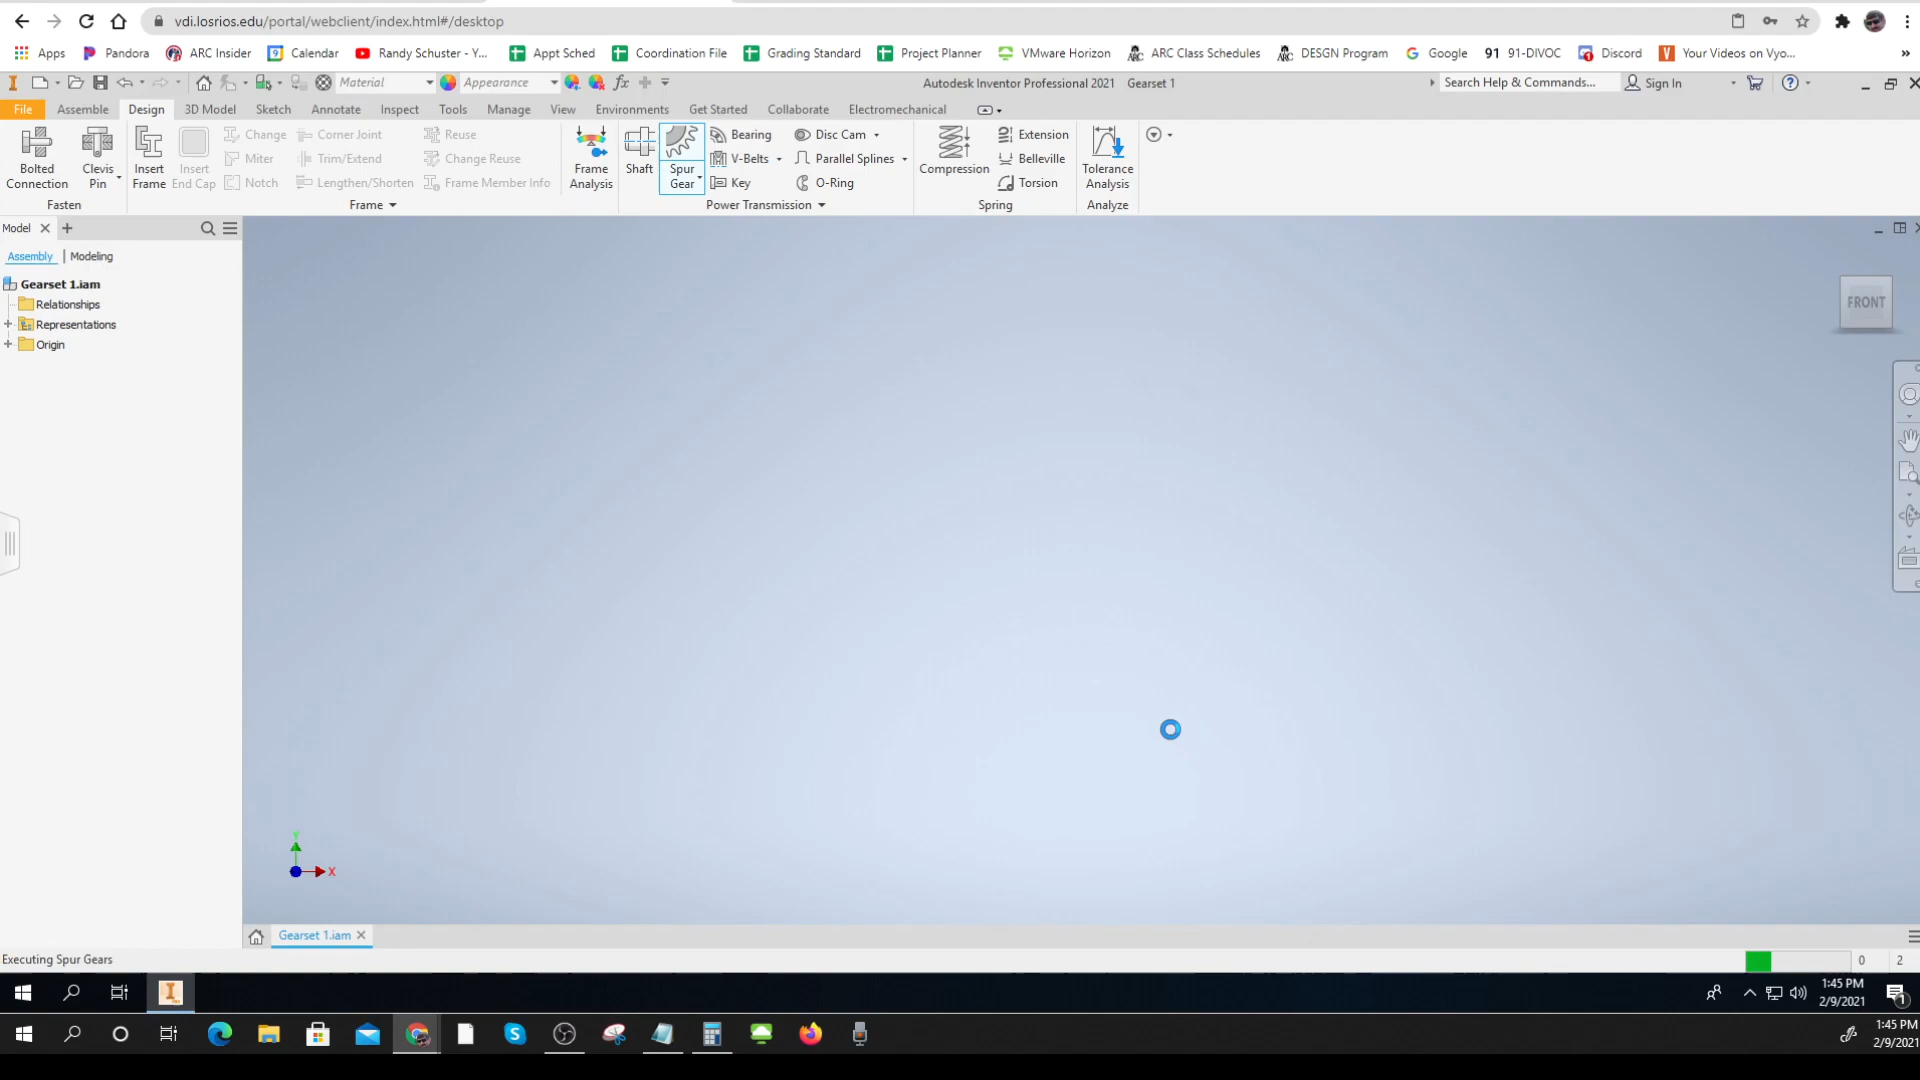 vdi.losrios.edu/portal/webclient/index.html#/desktop
Apps Pandora ARC Insider Calendar Randy Schuster - Y... Appt Sched Coordination File Grading Standard Project Planner VMware Horizon ARC Class Schedules DESGN Program Google 91 91-DIVOC Discord Your Videos on Vyo... »
Material Appearance fx Autodesk Inventor Professional 2021 Gearset 1 Search Help & Commands... Sign In
File Assemble Design 3D Model Sketch Annotate Inspect Tools Manage View Environments Get Started Collaborate Electromechanical
Bolted Connection
Clevis Pin
Fasten
Insert Frame
Insert End Cap
Change
Miter
Notch
Corner Joint
Trim/Extend
Lengthen/Shorten
Reuse
Change Reuse
Frame Member Info
Frame
Frame Analysis
Shaft
Spur Gear
Bearing
V-Belts
Key
Disc Cam
Parallel Splines
O-Ring
Power Transmission
Compression
Extension
Belleville
Torsion
Spring
Tolerance Analysis
Analyze
Model
Assembly | Modeling
Gearset 1.iam
Relationships
Representations
Origin
FRONT
Y
X
Gearset 1.iam
Executing Spur Gears 0 2
1:45 PM
2/9/2021
1
1:45 PM
2/9/2021